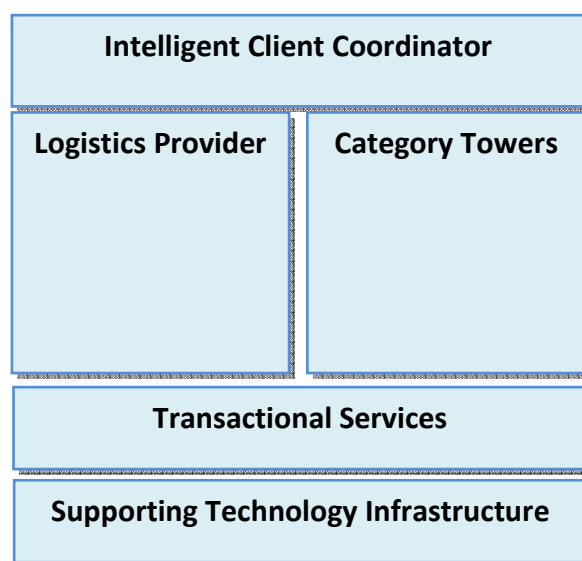 Intelligent Client Coordinator
Logistics Provider
Category Towers
Transactional Services
Supporting Technology Infrastructure